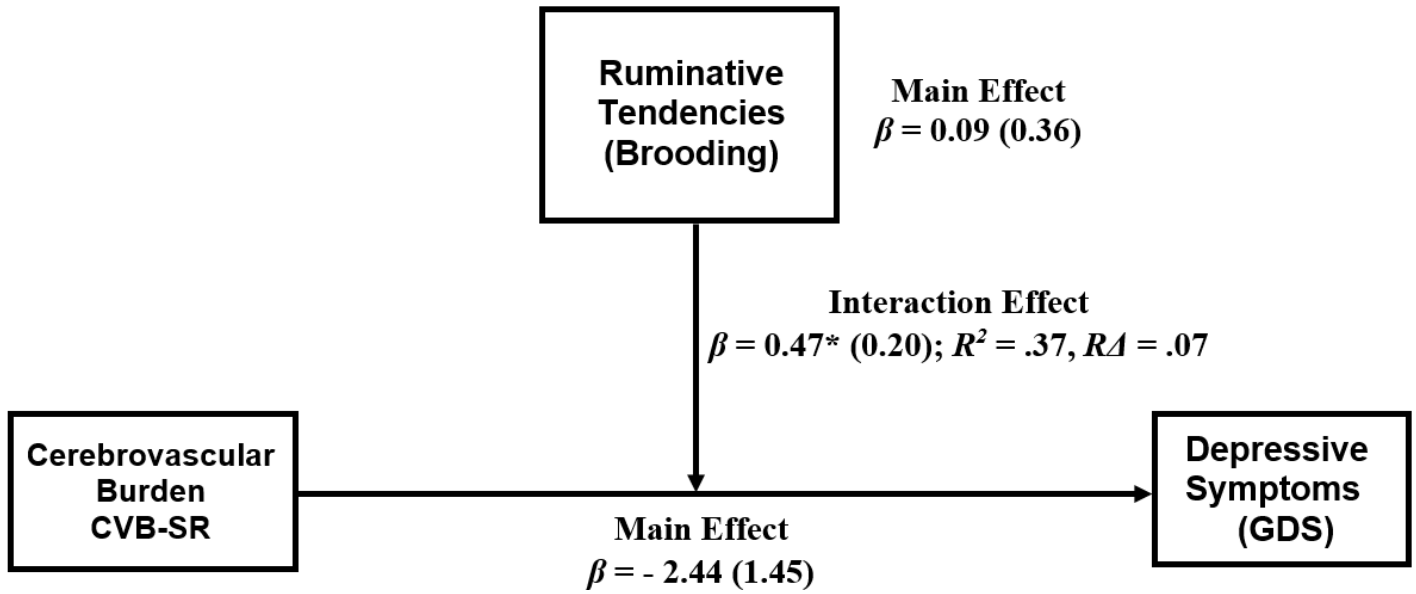 Ruminative
Tendencies
(Brooding)
Main Effect
β = 0.09 (0.36)
Interaction Effect
β = 0.47* (0.20); R² = .37, RΔ = .07
Cerebrovascular
Burden
CVB-SR
Main Effect
β = - 2.44 (1.45)
Depressive
Symptoms
(GDS)